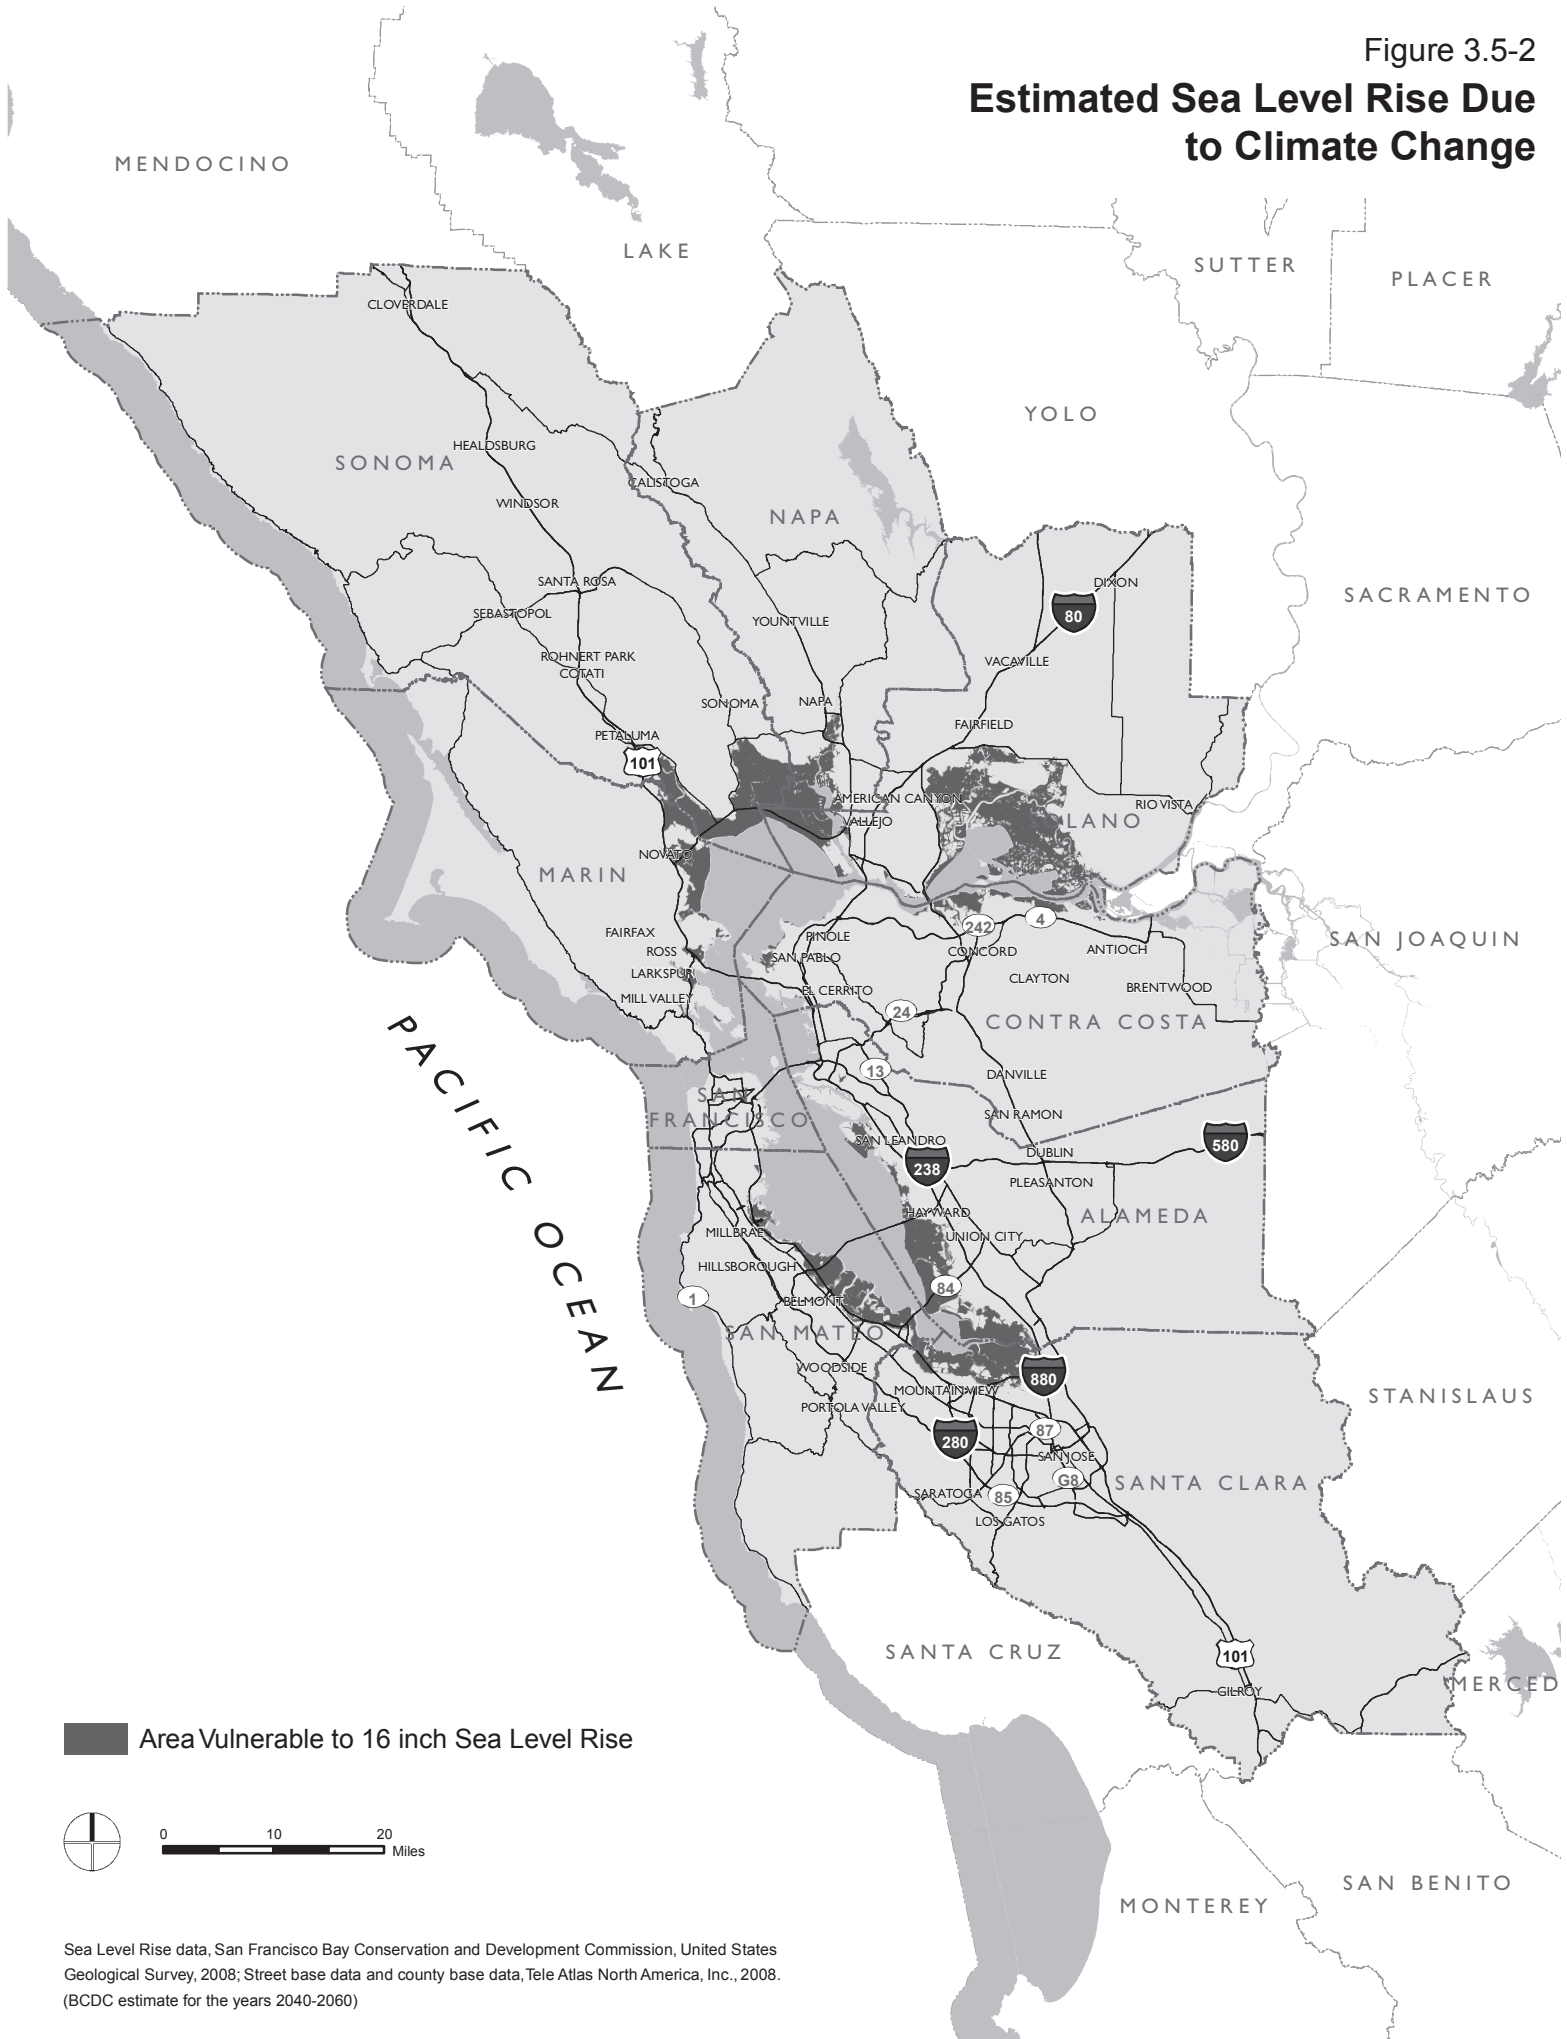 Figure 3.5-2
Estimated Sea Level Rise Due
to Climate Change
MENDOCINO
LAKE
SUTTER
PLACER
CLOVERDALE
YOLO
HEALDSBURG
SONOMA
CALISTOGA
WINDSOR
NAPA
SANTA ROSA
DIXON
SACRAMENTO
80
SEBASTOPOL
YOUNTVILLE
ROHNERT PARK
COTATI
VACAVILLE
SONOMA
NAPA
FAIRFIELD
PETALUMA
101
AMERICAN CANYON
RIO VISTA
VALLEJO
SOLANO
NOVATO
MARIN
242
4
FAIRFAX
PINOLE
SAN JOAQUIN
ROSS
SAN PABLO
CONCORD
ANTIOCH
LARKSPUR
CLAYTON
BRENTWOOD
MILL VALLEY
EL CERRITO
24
CONTRA COSTA
PACIFIC OCEAN
13
DANVILLE
SAN
FRANCISCO
SAN RAMON
SAN LEANDRO
580
DUBLIN
238
PLEASANTON
HAYWARD
ALAMEDA
MILLBRAE
UNION CITY
HILLSBOROUGH
84
1
BELMONT
SAN MATEO
WOODSIDE
880
MOUNTAIN VIEW
STANISLAUS
PORTOLA VALLEY
87
280
SAN JOSE
G8
SANTA CLARA
SARATOGA
85
LOS GATOS
SANTA CRUZ
101
MERCED
GILROY
Area Vulnerable to 16 inch Sea Level Rise
0 10 20
Miles
SAN BENITO
MONTEREY
Sea Level Rise data, San Francisco Bay Conservation and Development Commission, United States
Geological Survey, 2008; Street base data and county base data, Tele Atlas North America, Inc., 2008.
(BCDC estimate for the years 2040-2060)